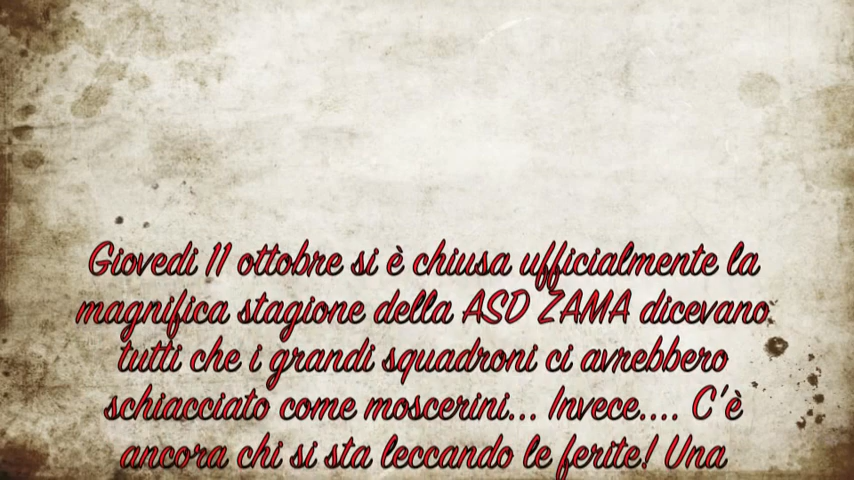 Giovedi 11 ottobre si è chiusa ufficialmente la
magnifica stagione della ASD ZAMA dicevano
tutti che i grandi squadroni ci avrebbero
schiacciato come moscerini... Invece.... C'è
ancora chi si sta leccando le ferite! Una